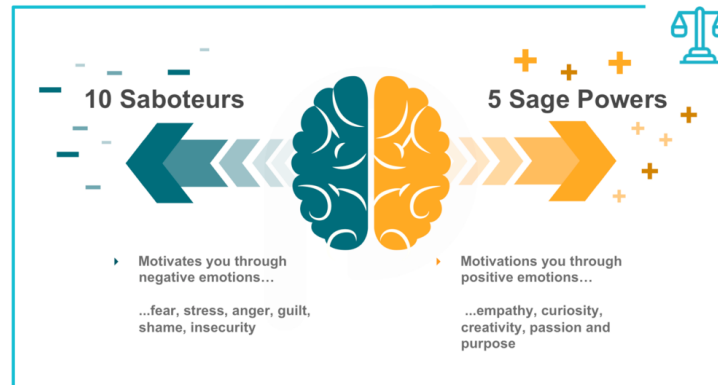 10 Saboteurs
5 Sage Powers
Motivates you through
negative emotions…
...fear, stress, anger, guilt,
shame, insecurity
Motivations you through
positive emotions…
...empathy, curiosity,
creativity, passion and
purpose